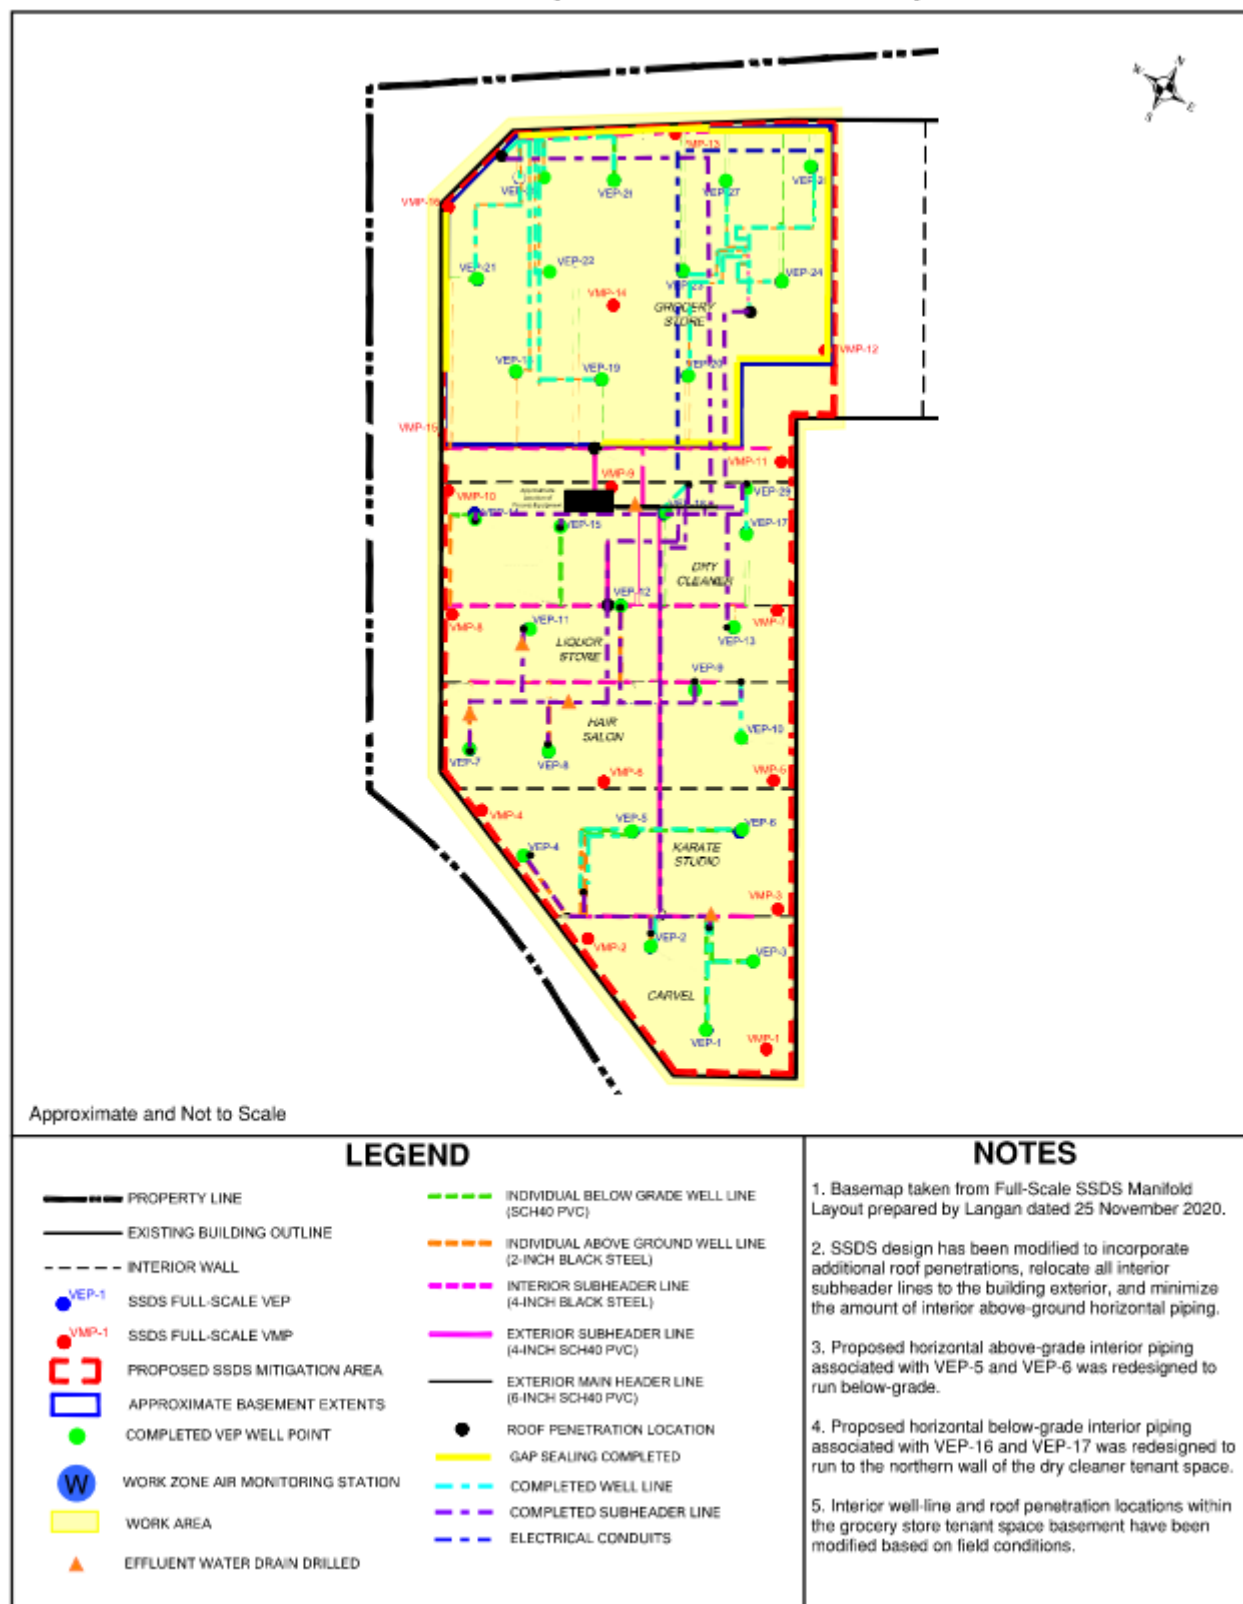 N
W
E
S
VMP-13
VEP-27
VMP-16
VEP-21
VEP-22
VEP-24
VMP-14
GROCERY
STORE
VMP-12
VEP-19
VEP-20
VMP-15
VMP-9
VMP-11
VMP-10
VEP-15
VEP-17
DRY
CLEANER
VEP-12
VMP-8
VEP-11
VMP-7
VEP-13
LIQUOR
STORE
VEP-9
HAIR
SALON
VEP-10
VEP-7
VEP-8
VMP-6
VMP-5
VMP-4
VEP-5
VEP-6
VEP-4
KARATE
STUDIO
VMP-3
VMP-2
VEP-2
VEP-3
CARVEL
VEP-1
VMP-1
Approximate and Not to Scale
LEGEND
PROPERTY LINE
EXISTING BUILDING OUTLINE
INTERIOR WALL
VEP-1
SSDS FULL-SCALE VEP
VMP-1
SSDS FULL-SCALE VMP
PROPOSED SSDS MITIGATION AREA
APPROXIMATE BASEMENT EXTENTS
COMPLETED VEP WELL POINT
W
WORK ZONE AIR MONITORING STATION
WORK AREA
EFFLUENT WATER DRAIN DRILLED
INDIVIDUAL BELOW GRADE WELL LINE
(SCH40 PVC)
INDIVIDUAL ABOVE GROUND WELL LINE
(2-INCH BLACK STEEL)
INTERIOR SUBHEADER LINE
(4-INCH BLACK STEEL)
EXTERIOR SUBHEADER LINE
(4-INCH SCH40 PVC)
EXTERIOR MAIN HEADER LINE
(6-INCH SCH40 PVC)
ROOF PENETRATION LOCATION
GAP SEALING COMPLETED
COMPLETED WELL LINE
COMPLETED SUBHEADER LINE
ELECTRICAL CONDUITS
NOTES
1. Basemap taken from Full-Scale SSDS Manifold
Layout prepared by Langan dated 25 November 2020.
2. SSDS design has been modified to incorporate
additional roof penetrations, relocate all interior
subheader lines to the building exterior, and minimize
the amount of interior above-ground horizontal piping.
3. Proposed horizontal above-grade interior piping
associated with VEP-5 and VEP-6 was redesigned to
run below-grade.
4. Proposed horizontal below-grade interior piping
associated with VEP-16 and VEP-17 was redesigned to
run to the northern wall of the dry cleaner tenant space.
5. Interior well-line and roof penetration locations within
the grocery store tenant space basement have been
modified based on field conditions.